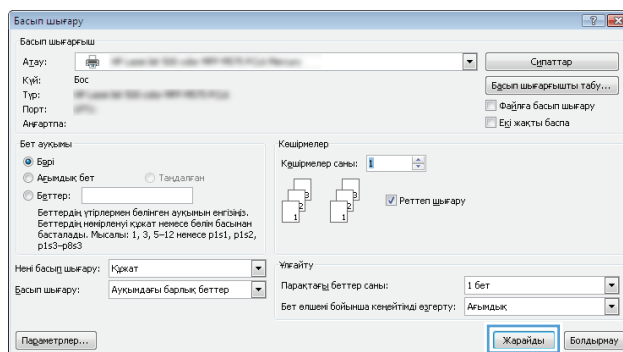 Басып шығару
Басып шығарғыш
Атау:
Сипаттар
Күй: Бос
Түр:
Басып шығарғышты табу...
Порт:
Файлға басып шығару
Аңғартпа:
Екі жақты баспа
Бет ауқымы
Бәрі
Ағымдық бет
Таңдалған
Беттер:
Беттердің үтірлермен бөлінген ауқымын енгізіңіз.
Беттердің нөмірленуі құжат немесе бөлім басынан
басталады. Мысалы: 1, 3, 5–12 немесе p1s1, p1s2,
p1s3–p8s3
Көшірмелер
Көшірмелер саны: 1
Реттеп шығару
Нені басып шығару: Құжат
Басып шығару: Ауқымдағы барлық беттер
Ұлғайту
Парақтағы беттер саны: 1 бет
Бет өлшемі бойынша кеңейтімді өзгерту: Ағымдық
Параметрлер...
Жарайды
Болдырмау